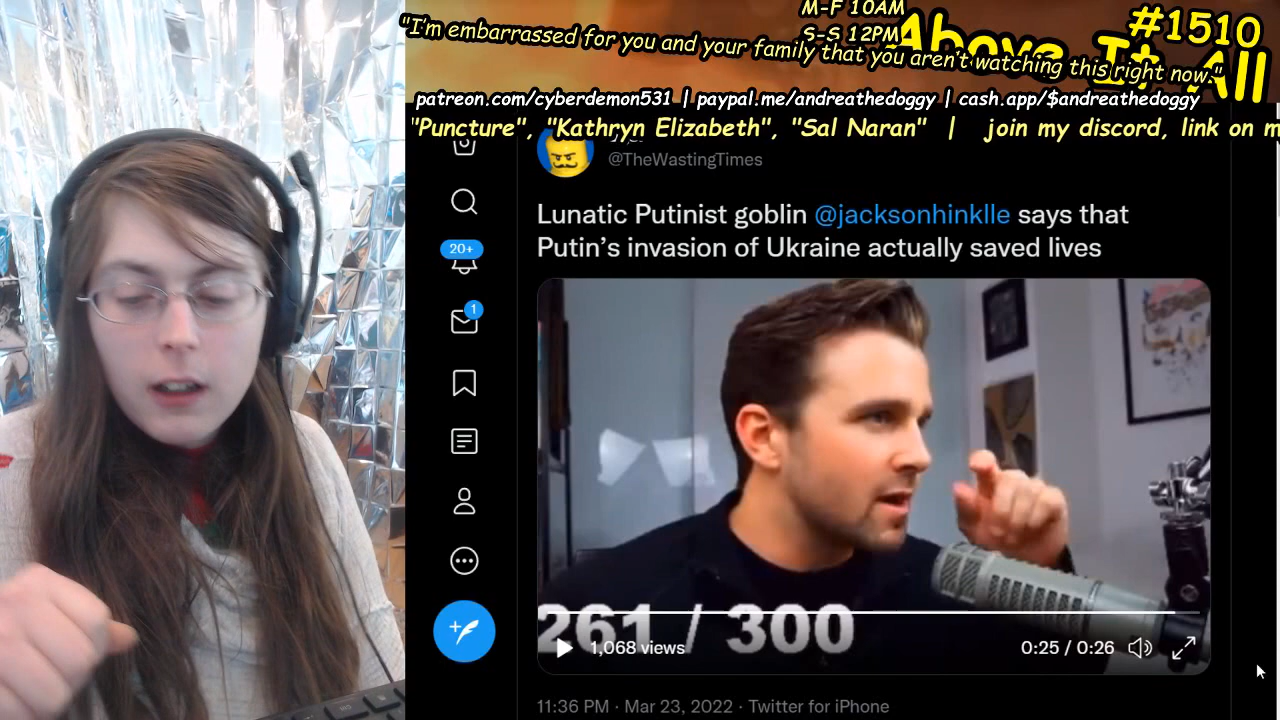 M-F 10AM
S-S 12PM
#1510
Above It All
"I'm embarrassed for you and your family that you aren't watching this right now."
patreon.com/cyberdemon531 | paypal.me/andreathedoggy | cash.app/$andreathedoggy
"Puncture", "Kathryn Elizabeth", "Sal Naran" | join my discord, link on m
@TheWastingTimes
Lunatic Putinist goblin @jacksonhinklle says that
Putin’s invasion of Ukraine actually saved lives
20+
1
261 / 300
1,068 views
0:25 / 0:26
11:36 PM · Mar 23, 2022 · Twitter for iPhone